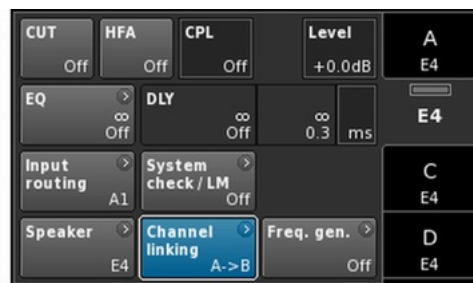 CUT HFA CPL Level A
Off Off Off +0.0dB E4
EQ DLY
∞ ∞ ∞ E4
Off Off 0.3 ms
Input System C
routing check / LM
A1 Off E4
Speaker Channel Freq. gen. D
linking
E4 A->B Off E4